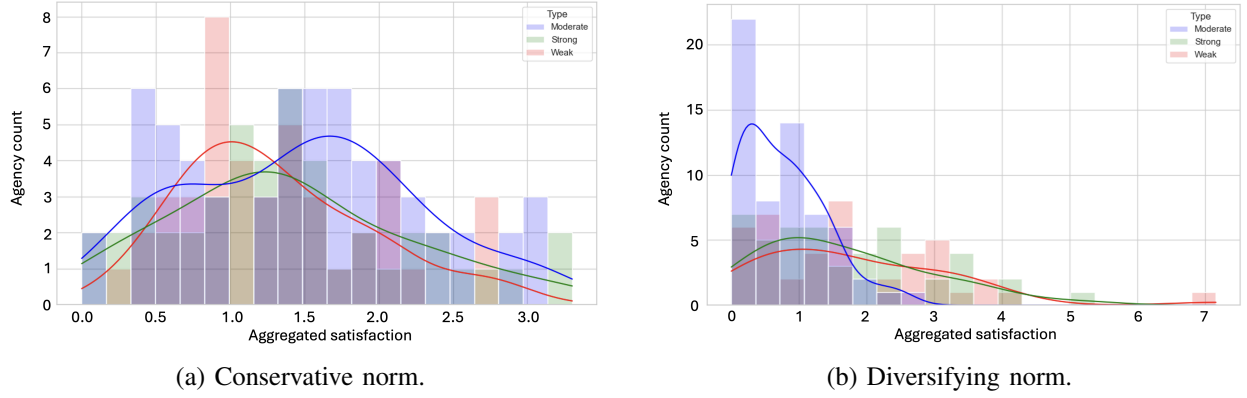 8
7
6
5
4
3
2
1
0
Agency count
0.0 0.5 1.0 1.5 2.0 2.5 3.0
Aggregated satisfaction
Type
Moderate
Strong
Weak
(a) Conservative norm.
20
15
10
5
0
Agency count
0 1 2 3 4 5 6 7
Aggregated satisfaction
Type
Moderate
Strong
Weak
(b) Diversifying norm.